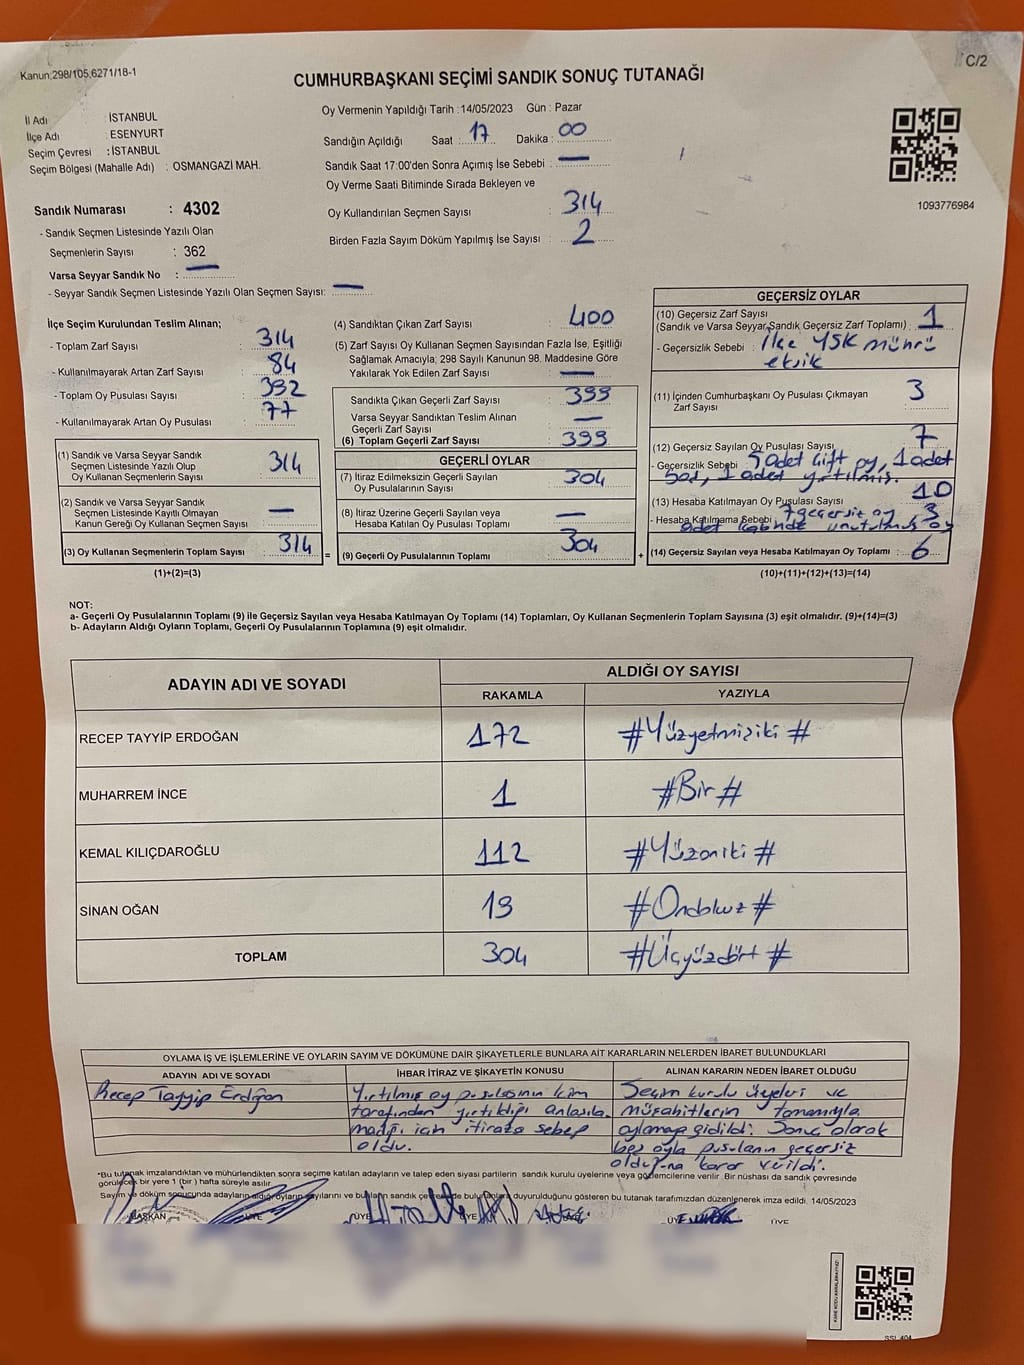 Kanun;298/105,6271/18-1
C/2
CUMHURBAŞKANI SEÇİMİ SANDIK SONUÇ TUTANAĞI
İl Adı : İSTANBUL
İlçe Adı : ESENYURT
Seçim Çevresi : İSTANBUL
Seçim Bölgesi (Mahalle Adı) : OSMANGAZİ MAH.
Oy Vermenin Yapıldığı Tarih :14/05/2023 Gün : Pazar
Sandığın Açıldığı Saat : 17 Dakika : 00
Sandık Saat 17:00'den Sonra Açımış İse Sebebi : —
Oy Verme Saati Bitiminde Sırada Bekleyen ve
Oy Kullandırılan Seçmen Sayısı : 314
Birden Fazla Sayım Döküm Yapılmış İse Sayısı : 2
1093776984
Sandık Numarası : 4302
- Sandık Seçmen Listesinde Yazılı Olan
Seçmenlerin Sayısı : 362
Varsa Seyyar Sandık No : —
- Seyyar Sandık Seçmen Listesinde Yazılı Olan Seçmen Sayısı: —
İlçe Seçim Kurulundan Teslim Alınan;
- Toplam Zarf Sayısı : 314
- Kullanılmayarak Artan Zarf Sayısı : 84
- Toplam Oy Pusulası Sayısı : 392
- Kullanılmayarak Artan Oy Pusulası : 77
(1) Sandık ve Varsa Seyyar Sandık
Seçmen Listesinde Yazılı Olup
Oy Kullanan Seçmenlerin Sayısı : 314
(2) Sandık ve Varsa Seyyar Sandık
Seçmen Listesinde Kayıtlı Olmayan
Kanun Gereği Oy Kullanan Seçmen Sayısı : —
(3) Oy Kullanan Seçmenlerin Toplam Sayısı : 314
(1)+(2)=(3)
(4) Sandıktan Çıkan Zarf Sayısı : 400
(5) Zarf Sayısı Oy Kullanan Seçmen Sayısından Fazla İse, Eşitliği
Sağlamak Amacıyla; 298 Sayılı Kanunun 98. Maddesine Göre
Yakılarak Yok Edilen Zarf Sayısı : —
Sandıkta Çıkan Geçerli Zarf Sayısı : 399
Varsa Seyyar Sandıktan Teslim Alınan
Geçerli Zarf Sayısı : —
(6) Toplam Geçerli Zarf Sayısı : 399
GEÇERLİ OYLAR
(7) İtiraz Edilmeksizin Geçerli Sayılan
Oy Pusulalarının Sayısı : 304
(8) İtiraz Üzerine Geçerli Sayılan veya
Hesaba Katılan Oy Pusulası Toplamı : —
(9) Geçerli Oy Pusulalarının Toplamı : 304
GEÇERSİZ OYLAR
(10) Geçersiz Zarf Sayısı
(Sandık ve Varsa Seyyar Sandık Geçersiz Zarf Toplamı) : 1
- Geçersizlik Sebebi : ilçe YSK mührü
eksik
(11) İçinden Cumhurbaşkanı Oy Pusulası Çıkmayan
Zarf Sayısı : 3
(12) Geçersiz Sayılan Oy Pusulası Sayısı : 7
- Geçersizlik Sebebi 5 adet çift oy, 1 adet
boş, 1 adet yırtılmış.
(13) Hesaba Katılmayan Oy Pusulası Sayısı : 10
- Hesaba Katılmama Sebebi : 7 geçersiz oy 3
adet kabinde unutulmuş oy
(14) Geçersiz Sayılan veya Hesaba Katılmayan Oy Toplamı : 6
(10)+(11)+(12)+(13)=(14)
NOT:
a- Geçerli Oy Pusulalarının Toplamı (9) ile Geçersiz Sayılan veya Hesaba Katılmayan Oy Toplamı (14) Toplamları, Oy Kullanan Seçmenlerin Toplam Sayısına (3) eşit olmalıdır. (9)+(14)=(3)
b- Adayların Aldığı Oyların Toplamı, Geçerli Oy Pusulalarının Toplamına (9) eşit olmalıdır.
ADAYIN ADI VE SOYADI
ALDIĞI OY SAYISI
RAKAMLA YAZIYLA
RECEP TAYYİP ERDOĞAN 172 #Yüzyetmişiki#
MUHARREM İNCE 1 #Bir#
KEMAL KILIÇDAROĞLU 112 #Yüzoniki#
SİNAN OĞAN 19 #Ondokuz#
TOPLAM 304 #Üçyüzdört#
OYLAMA İŞ VE İŞLEMLERİNE VE OYLARIN SAYIM VE DÖKÜMÜNE DAİR ŞİKAYETLERLE BUNLARA AİT KARARLARIN NELERDEN İBARET BULUNDUKLARI
ADAYIN ADI VE SOYADI İHBAR İTİRAZ VE ŞİKAYETİN KONUSU ALINAN KARARIN NEDEN İBARET OLDUĞU
Recep Tayyip Erdoğan Yırtılmış oy pusulasının kim Seçim kurulu üyeleri ve
tarafından yırtıldığı anlaşıla müşahitlerin tamamıyla
madığı için itiraza sebep oylamaya gidildi. Sonuç olarak
oldu. beş oyla pusulanın geçersiz
olduğuna karar verildi.
*Bu tutanak imzalandıktan ve mühürlendikten sonra seçime katılan adayların ve talep eden siyasi partilerin sandık kurulu üyelerine veya gözlemcilerine verilir. Bir nüshası da sandık çevresinde
görülecek bir yere 1 (bir) hafta süreyle asılır.
Sayım ve döküm sonucunda adayların aldığı oyların sayılarını ve bunların sandık çevresinde bulunanlara duyurulduğunu gösteren bu tutanak tarafımızdan düzenlenerek imza edildi. 14/05/2023
BAŞKAN ÜYE ÜYE ÜYE ÜYE ÜYE ÜYE
SSI 404